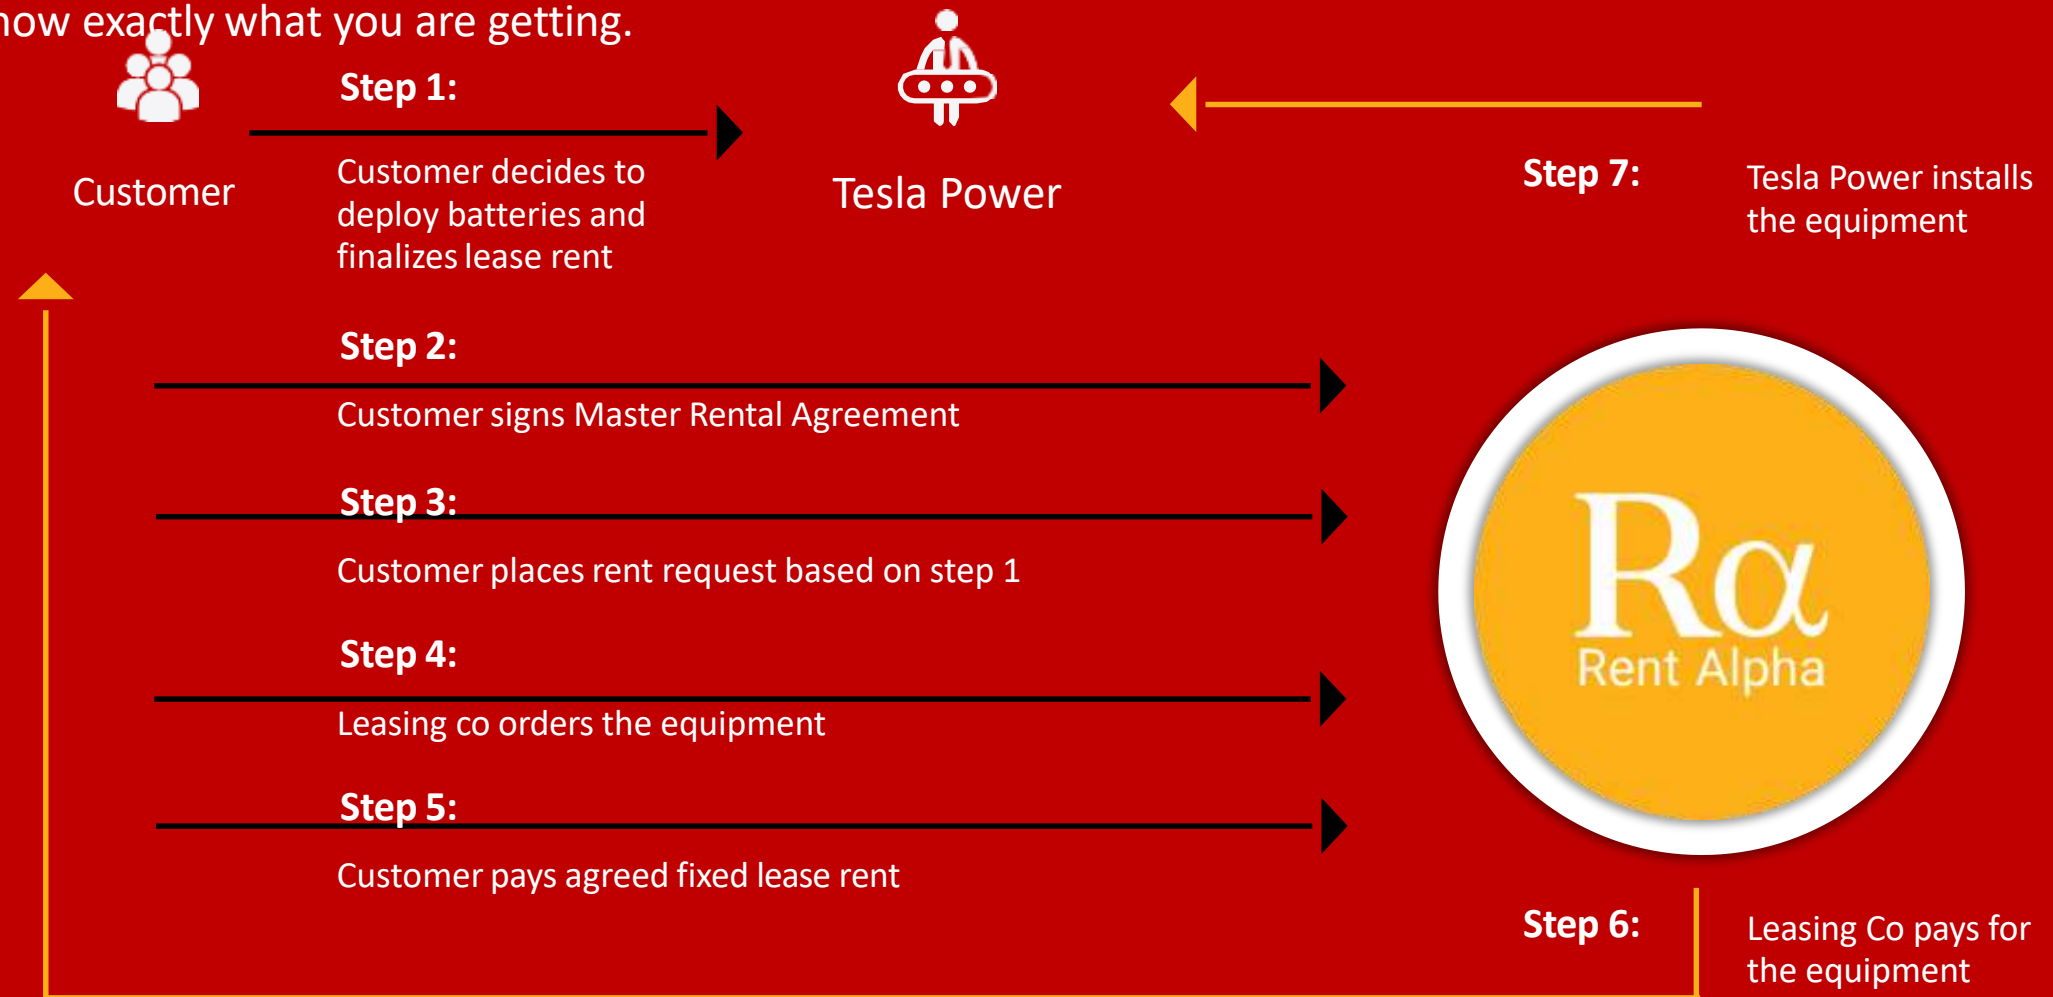 now exactly what you are getting.
Step 1:
Customer decides to
deploy batteries and
finalizes lease rent
Customer
Tesla Power
Step 7:
Tesla Power installs
the equipment
Step 2:
Customer signs Master Rental Agreement
Step 3:
Customer places rent request based on step 1
Step 4:
Leasing co orders the equipment
Step 5:
Customer pays agreed fixed lease rent
Rα
Rent Alpha
Step 6:
Leasing Co pays for
the equipment